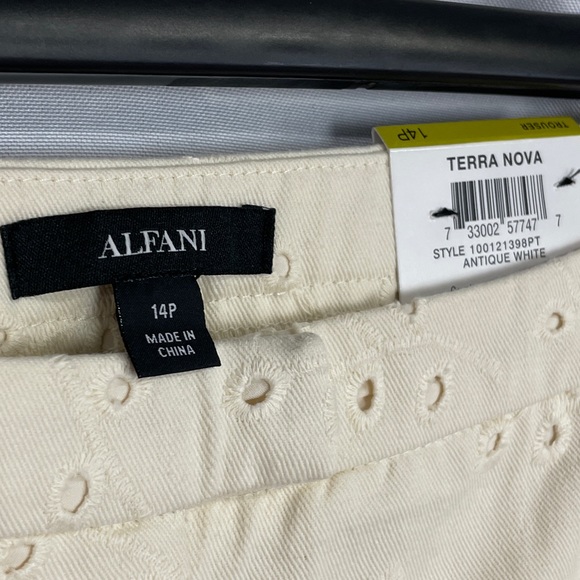 14P TROUSER
TERRA NOVA
7 33002 57747 7
STYLE 100121398PT
ANTIQUE WHITE
ALFANI
14P
MADE IN
CHINA